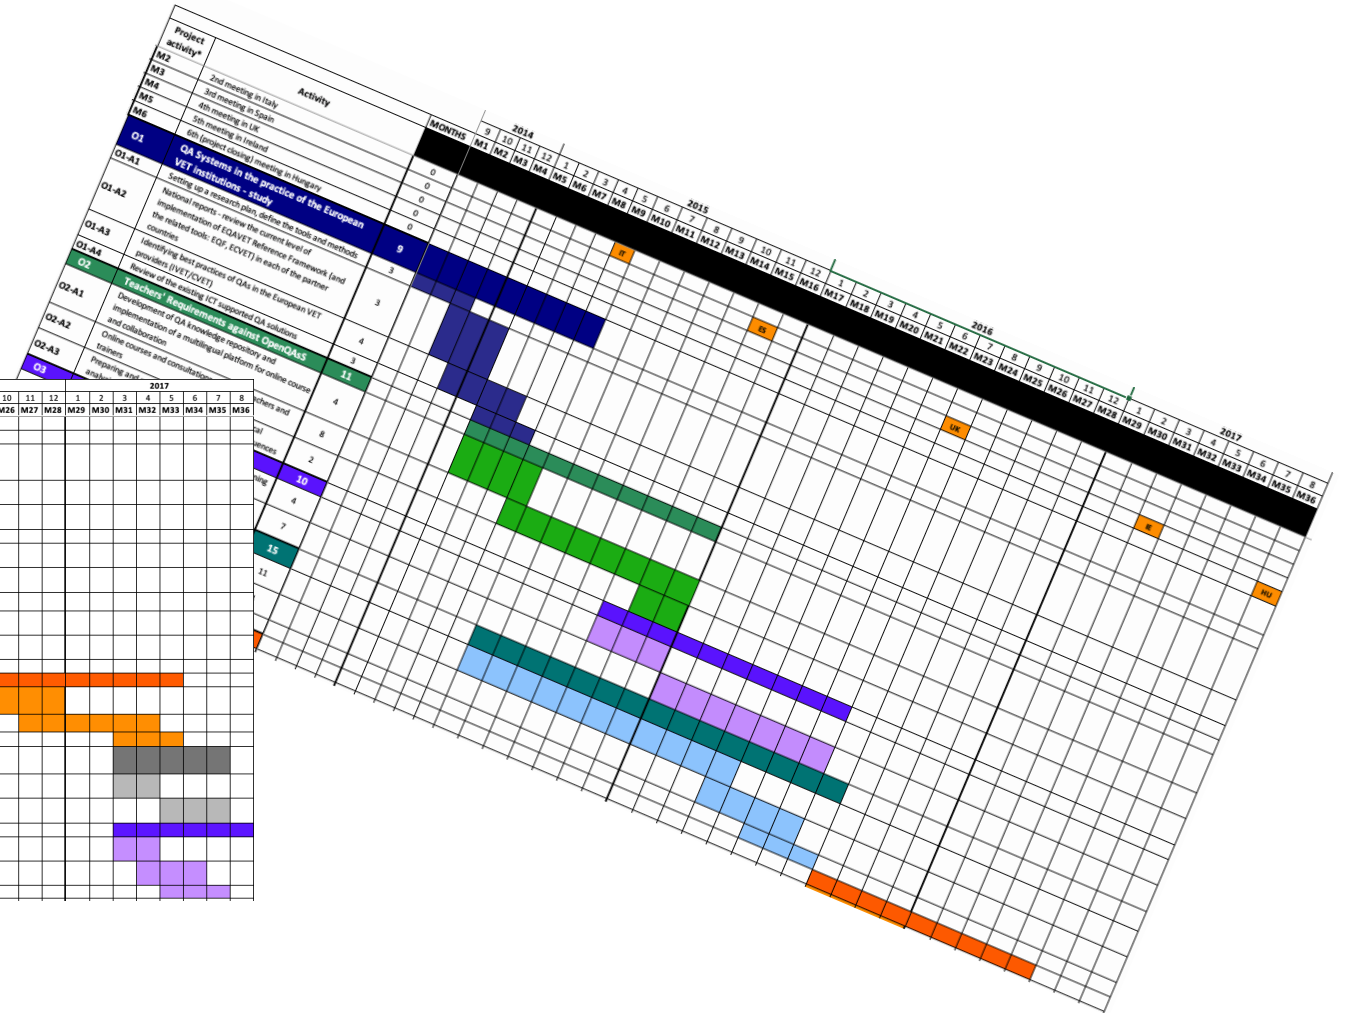 Project
activity*
Activity
MONTHS
2014
2015
2016
2017
9 10 11 12 1 2 3 4 5 6 7 8 9 10 11 12 1 2 3 4 5 6 7 8 9 10 11 12 1 2 3 4 5 6 7 8
M1 M2 M3 M4 M5 M6 M7 M8 M9 M10 M11 M12 M13 M14 M15 M16 M17 M18 M19 M20 M21 M22 M23 M24 M25 M26 M27 M28 M29 M30 M31 M32 M33 M34 M35 M36
M2 2nd meeting in Italy 0 IT
M3 3rd meeting in Spain 0 ES
M4 4th meeting in UK 0 UK
M5 5th meeting in Ireland 0 IE
M6 6th (project closing) meeting in Hungary 0 HU
O1 QA Systems in the practice of the European
VET institutions - study 9
O1-A1 Setting up a research plan, define the tools and methods 3
O1-A2 National reports - review the current level of
implementation of EQAVET Reference Framework (and
the related tools: EQF, ECVET) in each of the partner
countries 3
O1-A3 Identifying best practices of QAs in the European VET
providers (IVET/CVET) 4
O1-A4 Review of the existing ICT supported QA solutions 3
O2 Teachers' Requirements against OpenQAsS 11
O2-A1 Development of QA knowledge repository and
implementation of a multilingual platform for online course
and collaboration 4
O2-A2 Online courses and consultation
trainers 8
O2-A3 Preparing and
2
O3 10
4
7
15
11
2017
10 11 12 1 2 3 4 5 6 7 8
M26 M27 M28 M29 M30 M31 M32 M33 M34 M35 M36